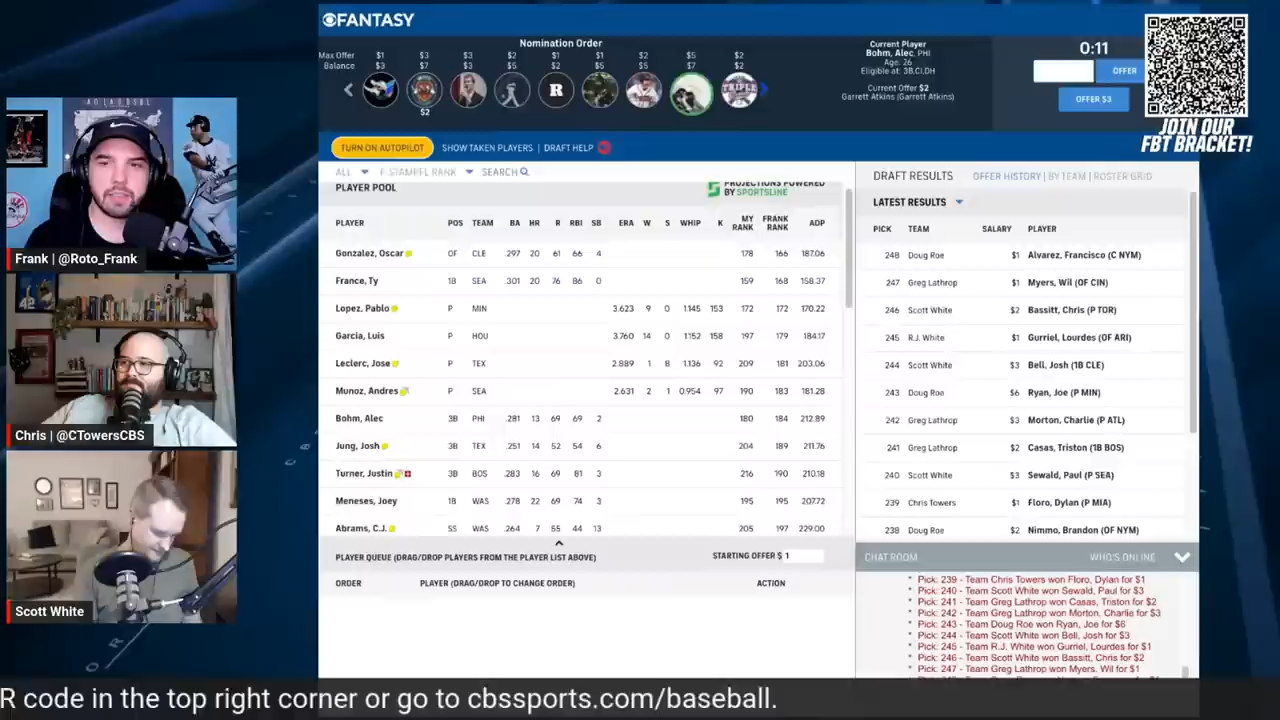 FANTASY
Nomination Order
Max Offer $1 $3 $3 $2 $1 $1 $2 $5 $2
Balance $3 $7 $3 $5 $2 $5 $5 $7 $2
R
TRIPLE
$2
Current Player
Bohm, Alec, PHI
Age: 26
Eligible at: 3B,CI,DH
Current Offer $2
Garrett Atkins (Garrett Atkins)
0:11
OFFER
OFFER $3
JOIN OUR
FBT BRACKET!
TURN ON AUTOPILOT SHOW TAKEN PLAYERS | DRAFT HELP
ALL F. STAMPFL RANK SEARCH
PLAYER POOL
PROJECTIONS POWERED
BY SPORTSLINE
PLAYER POS TEAM BA HR R RBI SB ERA W S WHIP K MY RANK FRANK RANK ADP
Gonzalez, Oscar OF CLE .297 20 61 66 4 178 166 187.06
France, Ty 1B SEA .301 20 76 86 0 159 168 158.37
Lopez, Pablo P MIN 3.623 9 0 1.145 153 172 172 170.22
Garcia, Luis P HOU 3.760 14 0 1.152 158 197 179 184.17
Leclerc, Jose P TEX 2.889 1 8 1.136 92 209 181 203.06
Munoz, Andres P SEA 2.631 2 1 0.954 97 190 183 181.28
Bohm, Alec 3B PHI .281 13 69 69 2 180 184 212.89
Jung, Josh 3B TEX .251 14 52 54 6 204 189 211.76
Turner, Justin 3B BOS .283 16 69 81 3 216 190 210.18
Meneses, Joey 1B WAS .278 22 69 74 3 195 195 207.72
Abrams, C.J. SS WAS .264 7 55 44 13 205 197 229.00
PLAYER QUEUE (DRAG/DROP PLAYERS FROM THE PLAYER LIST ABOVE) STARTING OFFER $ 1
ORDER PLAYER (DRAG/DROP TO CHANGE ORDER) ACTION
DRAFT RESULTS OFFER HISTORY | BY TEAM | ROSTER GRID
LATEST RESULTS
PICK TEAM SALARY PLAYER
248 Doug Roe $1 Alvarez, Francisco (C NYM)
247 Greg Lathrop $1 Myers, Wil (OF CIN)
246 Scott White $2 Bassitt, Chris (P TOR)
245 R.J. White $1 Gurriel, Lourdes (OF ARI)
244 Scott White $3 Bell, Josh (1B CLE)
243 Doug Roe $6 Ryan, Joe (P MIN)
242 Greg Lathrop $3 Morton, Charlie (P ATL)
241 Greg Lathrop $2 Casas, Triston (1B BOS)
240 Scott White $3 Sewald, Paul (P SEA)
239 Chris Towers $1 Floro, Dylan (P MIA)
238 Doug Roe $2 Nimmo, Brandon (OF NYM)
CHAT ROOM WHO'S ONLINE
* Pick: 239 - Team Chris Towers won Floro, Dylan for $1
* Pick: 240 - Team Scott White won Sewald, Paul for $3
* Pick: 241 - Team Greg Lathrop won Casas, Triston for $2
* Pick: 242 - Team Greg Lathrop won Morton, Charlie for $3
* Pick: 243 - Team Doug Roe won Ryan, Joe for $6
* Pick: 244 - Team Scott White won Bell, Josh for $3
* Pick: 245 - Team R.J. White won Gurriel, Lourdes for $1
* Pick: 246 - Team Scott White won Bassitt, Chris for $2
* Pick: 247 - Team Greg Lathrop won Myers, Wil for $1
Frank | @Roto_Frank
42
Chris | @CTowersCBS
Scott White
R code in the top right corner or go to cbssports.com/baseball.